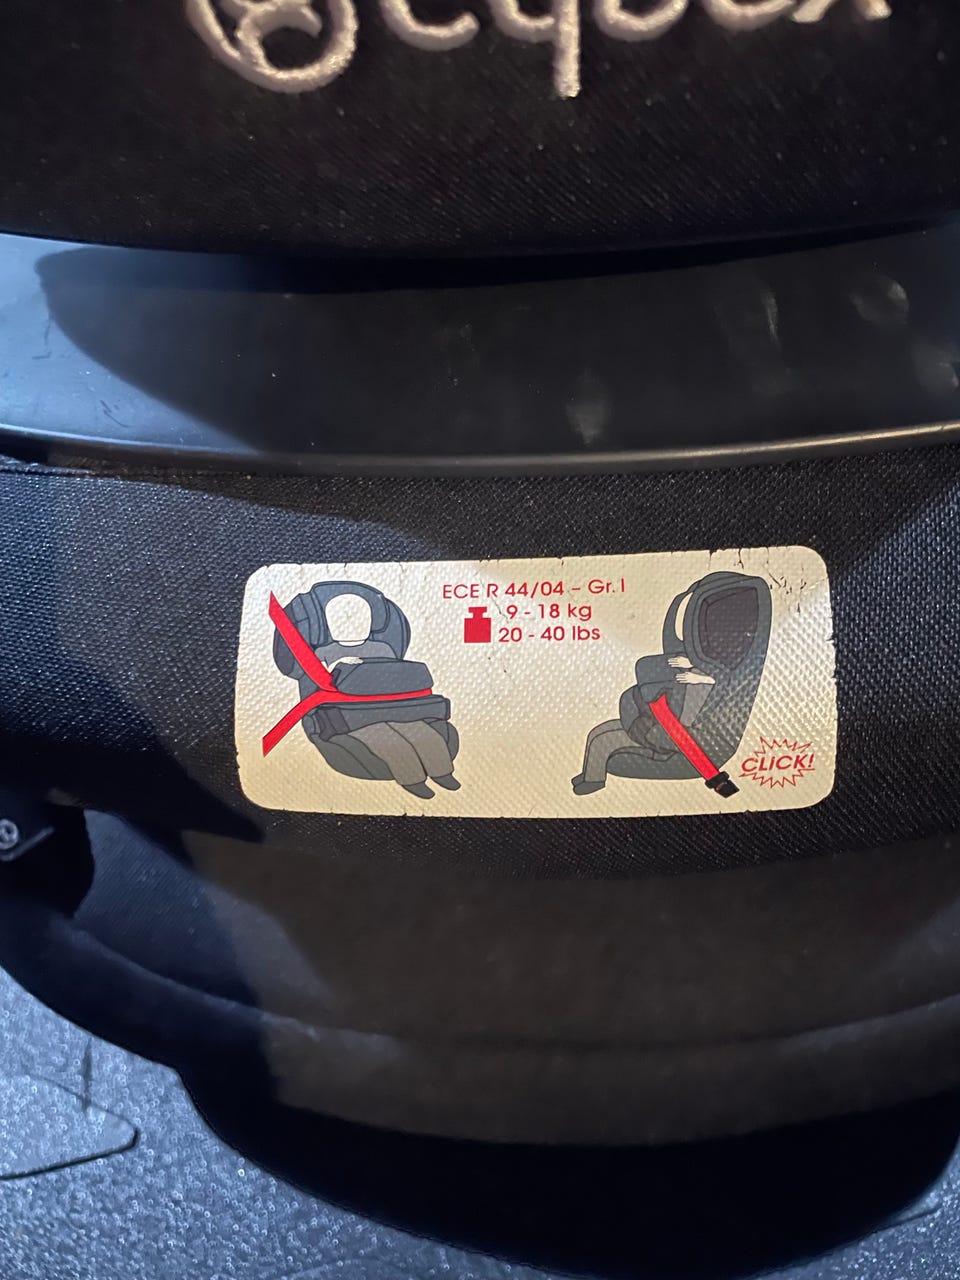 cybex
ECE R 44/04 – Gr. I
9 - 18 kg
20 - 40 lbs
CLICK!